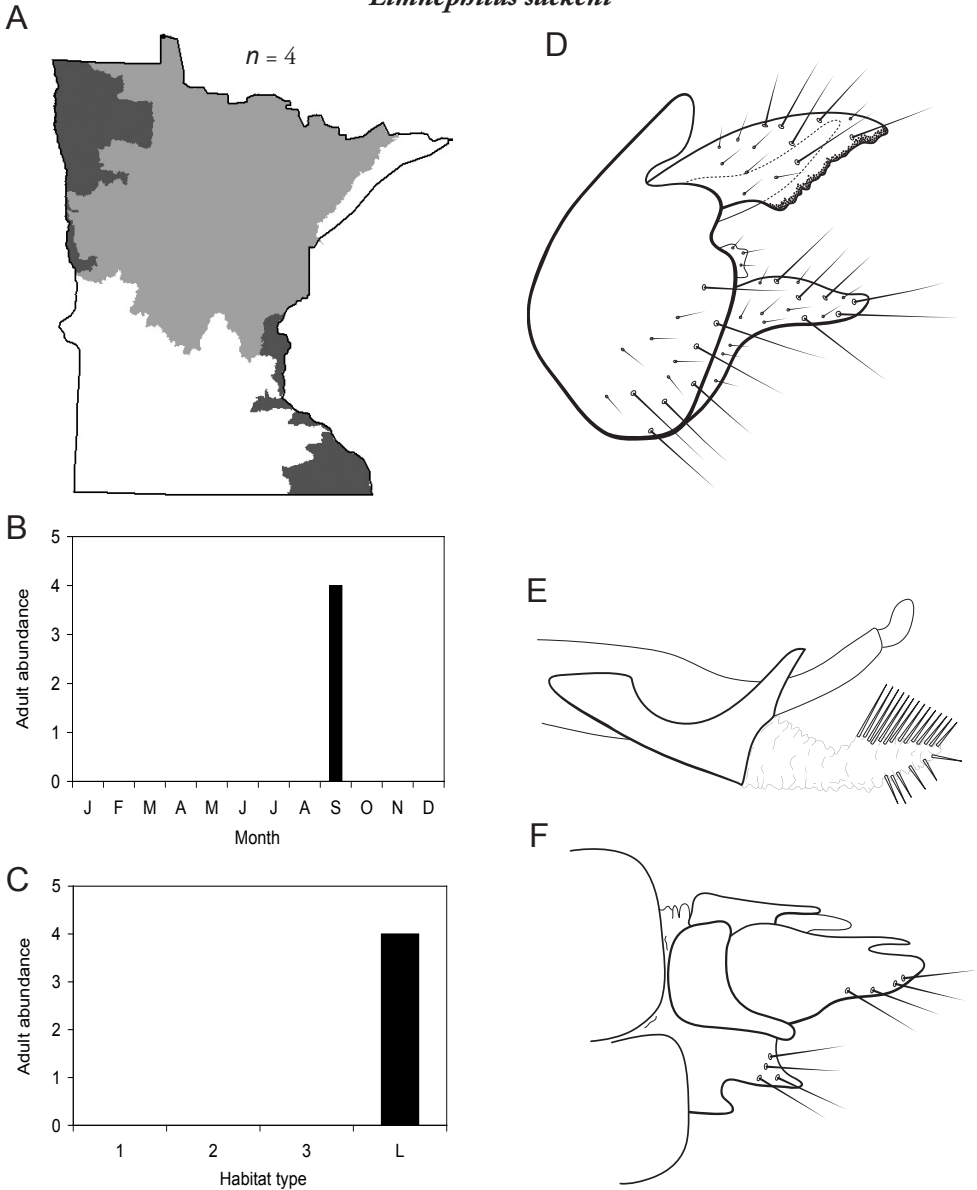 Limnephilus sackeni
A
n = 4
D
B
5
4
3
2
1
0
Adult abundance
J F M A M J J A S O N D
Month
E
C
5
4
3
2
1
0
Adult abundance
1 2 3 L
Habitat type
F